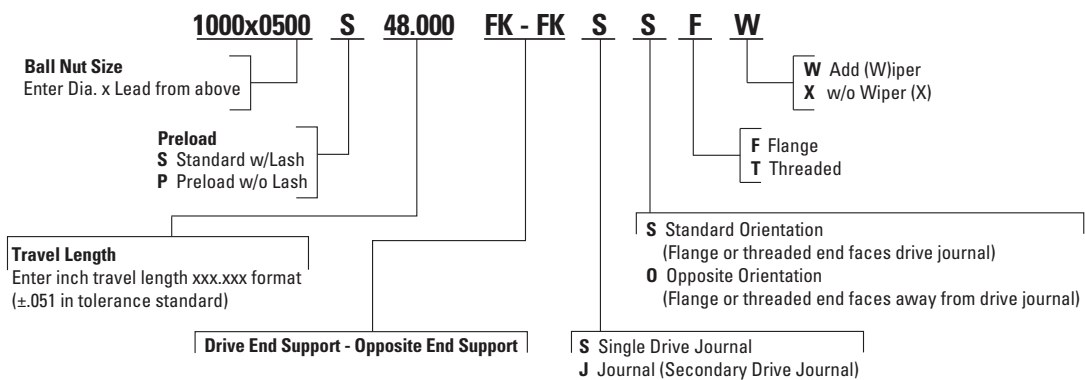 1000x0500 S 48.000 FK - FK S S F W
Ball Nut Size
Enter Dia. x Lead from above
W Add (W)iper
X w/o Wiper (X)
Preload
S Standard w/Lash
P Preload w/o Lash
F Flange
T Threaded
Travel Length
Enter inch travel length xxx.xxx format
(±.051 in tolerance standard)
S Standard Orientation
(Flange or threaded end faces drive journal)
O Opposite Orientation
(Flange or threaded end faces away from drive journal)
Drive End Support - Opposite End Support
S Single Drive Journal
J Journal (Secondary Drive Journal)